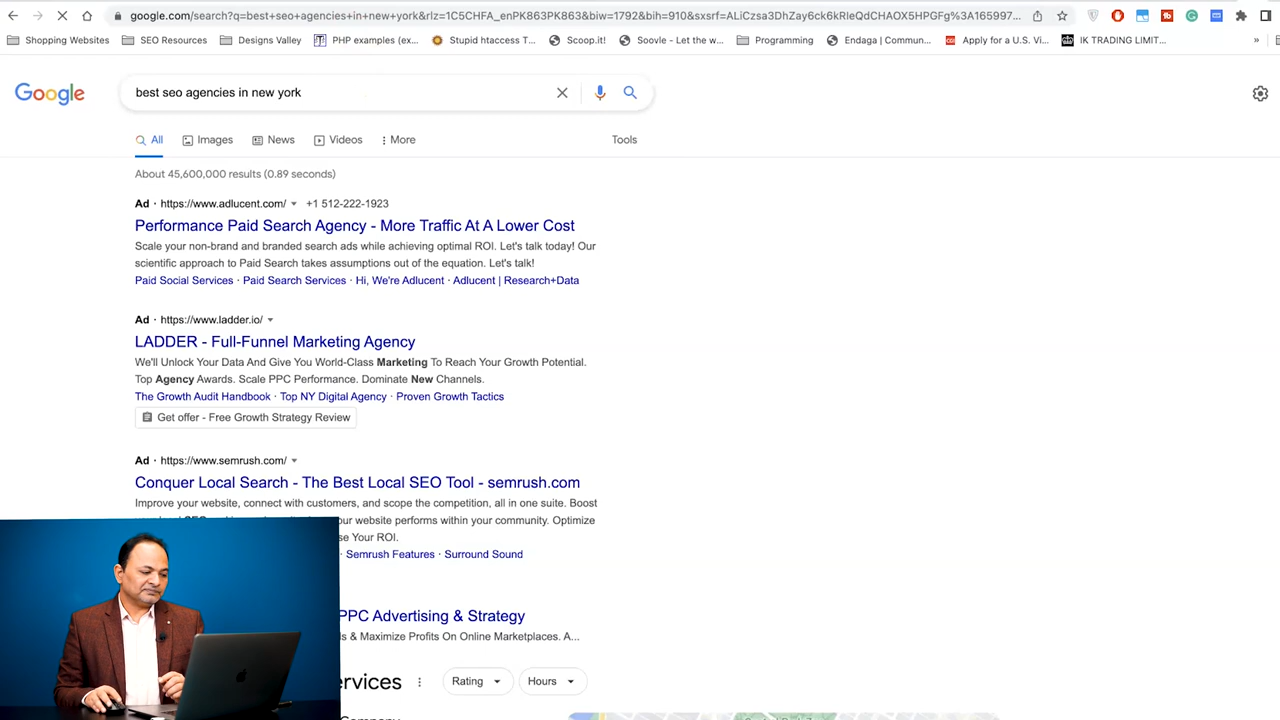 google.com/search?q=best+seo+agencies+in+new+york&rlz=1C5CHFA_enPK863PK863&biw=1792&bih=910&sxsrf=ALiCzsa3DhZay6ck6kRleQdCHAOX5HPGFg%3A165997...
Shopping Websites SEO Resources Designs Valley PHP examples (ex... Stupid htaccess T... Scoop.it! Soovle - Let the w... Programming Endaga | Commun... Apply for a U.S. Vi... IK TRADING LIMIT... »
Google best seo agencies in new york
All Images News Videos More Tools
About 45,600,000 results (0.89 seconds)
Ad · https://www.adlucent.com/ +1 512-222-1923
Performance Paid Search Agency - More Traffic At A Lower Cost
Scale your non-brand and branded search ads while achieving optimal ROI. Let's talk today! Our
scientific approach to Paid Search takes assumptions out of the equation. Let's talk!
Paid Social Services · Paid Search Services · Hi, We're Adlucent · Adlucent | Research+Data
Ad · https://www.ladder.io/
LADDER - Full-Funnel Marketing Agency
We'll Unlock Your Data And Give You World-Class Marketing To Reach Your Growth Potential.
Top Agency Awards. Scale PPC Performance. Dominate New Channels.
The Growth Audit Handbook · Top NY Digital Agency · Proven Growth Tactics
Get offer - Free Growth Strategy Review
Ad · https://www.semrush.com/
Conquer Local Search - The Best Local SEO Tool - semrush.com
Improve your website, connect with customers, and scope the competition, all in one suite. Boost
your website performs within your community. Optimize
se Your ROI.
Semrush Features · Surround Sound
PPC Advertising & Strategy
ls & Maximize Profits On Online Marketplaces. A...
ervices Rating Hours